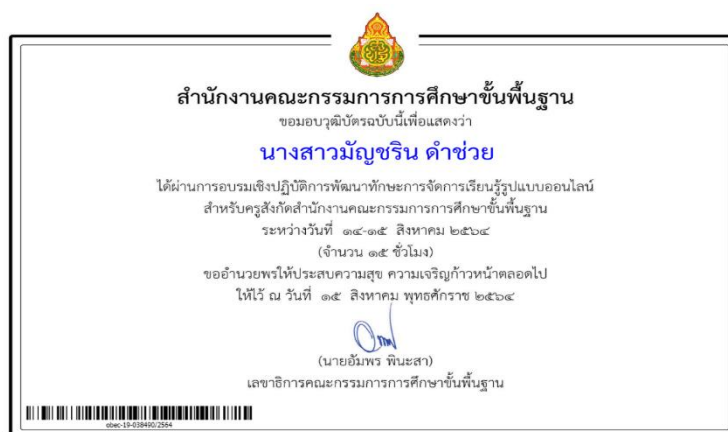 สำนักงานคณะกรรมการการศึกษาขั้นพื้นฐาน
ขอมอบวุฒิบัตรฉบับนี้เพื่อแสดงว่า
นางสาวมัญชริน ดำช่วย
ได้ผ่านการอบรมเชิงปฏิบัติการพัฒนาทักษะการจัดการเรียนรู้รูปแบบออนไลน์
สำหรับครูสังกัดสำนักงานคณะกรรมการการศึกษาขั้นพื้นฐาน
ระหว่างวันที่ ๑๔-๑๕ สิงหาคม ๒๕๖๔
(จำนวน ๑๕ ชั่วโมง)
ขออำนวยพรให้ประสบความสุข ความเจริญก้าวหน้าตลอดไป
ให้ไว้ ณ วันที่ ๑๕ สิงหาคม พุทธศักราช ๒๕๖๔
(นายอัมพร พินะสา)
เลขาธิการคณะกรรมการการศึกษาขั้นพื้นฐาน
obec-19-038490/2564